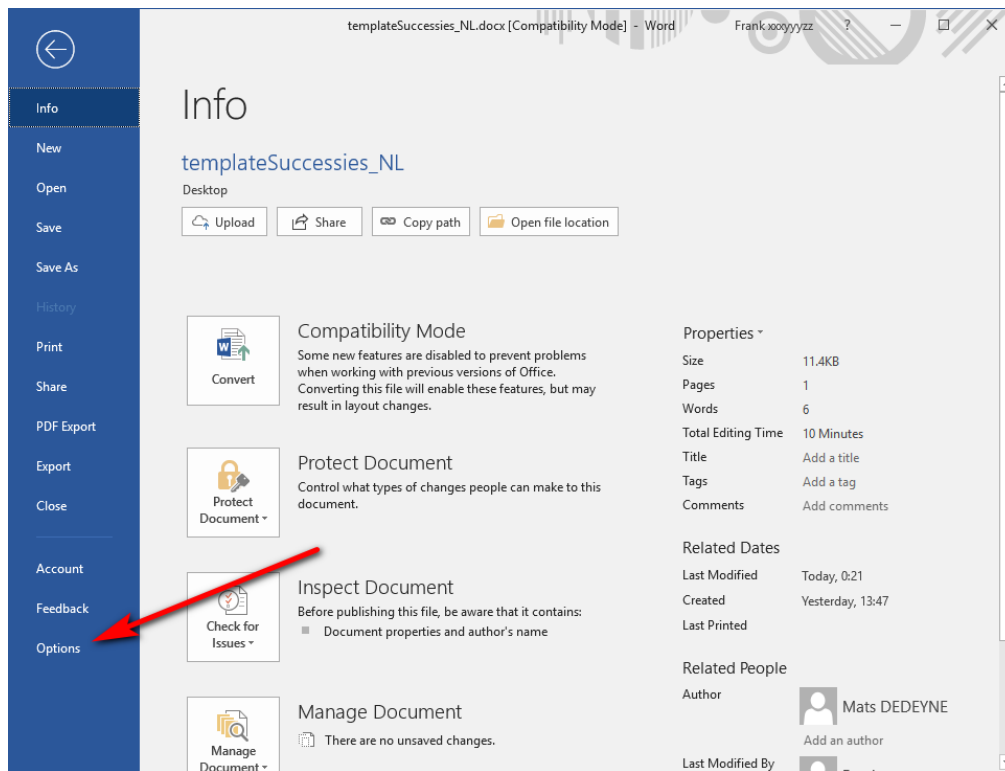 templateSuccessies_NL.docx [Compatibility Mode] - Word
Frank xxxyyyzz
?
Info
New
Open
Save
Save As
History
Print
Share
PDF Export
Export
Close
Account
Feedback
Options
Info
templateSuccessies_NL
Desktop
Upload
Share
Copy path
Open file location
Convert
Compatibility Mode
Some new features are disabled to prevent problems
when working with previous versions of Office.
Converting this file will enable these features, but may
result in layout changes.
Protect
Document
Protect Document
Control what types of changes people can make to this
document.
Check for
Issues
Inspect Document
Before publishing this file, be aware that it contains:
Document properties and author's name
Manage
Document
Manage Document
There are no unsaved changes.
Properties
Size 11.4KB
Pages 1
Words 6
Total Editing Time 10 Minutes
Title Add a title
Tags Add a tag
Comments Add comments
Related Dates
Last Modified Today, 0:21
Created Yesterday, 13:47
Last Printed
Related People
Author
Mats DEDEYNE
Add an author
Last Modified By